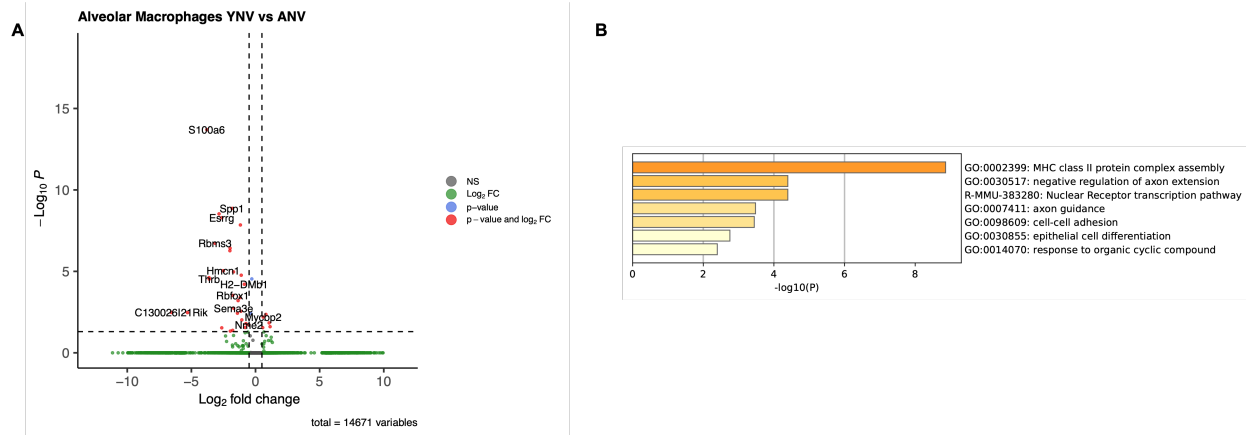 A
Alveolar Macrophages YNV vs ANV
B
15
10
5
0
−Log10 P
S100a6
Spp1
Esrrg
Rbms3
Hmcn1
Thrb
H2−DMb1
Rbfox1
Sema3e
C130026I21Rik
Mybp2
−10
−5
0
5
10
Log2 fold change
total = 14671 variables
NS
Log2 FC
p−value
p − value and log2 FC
GO:0002399: MHC class II protein complex assembly
GO:0030517: negative regulation of axon extension
R-MMU-383280: Nuclear Receptor transcription pathway
GO:0007411: axon guidance
GO:0098609: cell-cell adhesion
GO:0030855: epithelial cell differentiation
GO:0014070: response to organic cyclic compound
0
2
4
6
8
-log10(P)